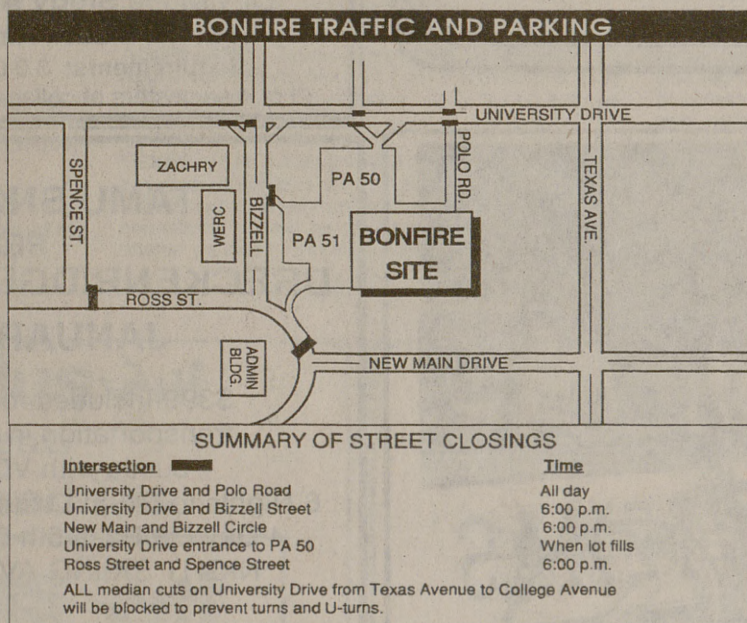 BONFIRE TRAFFIC AND PARKING
UNIVERSITY DRIVE
SPENCE ST.
ZACHRY
WERC
BIZZELL
PA 50
POLO RD.
TEXAS AVE.
PA 51
BONFIRE
SITE
ROSS ST.
ADMIN
BLDG.
NEW MAIN DRIVE
SUMMARY OF STREET CLOSINGS
Intersection Time
University Drive and Polo Road All day
University Drive and Bizzell Street 6:00 p.m.
New Main and Bizzell Circle 6:00 p.m.
University Drive entrance to PA 50 When lot fills
Ross Street and Spence Street 6:00 p.m.
ALL median cuts on University Drive from Texas Avenue to College Avenue
will be blocked to prevent turns and U-turns.